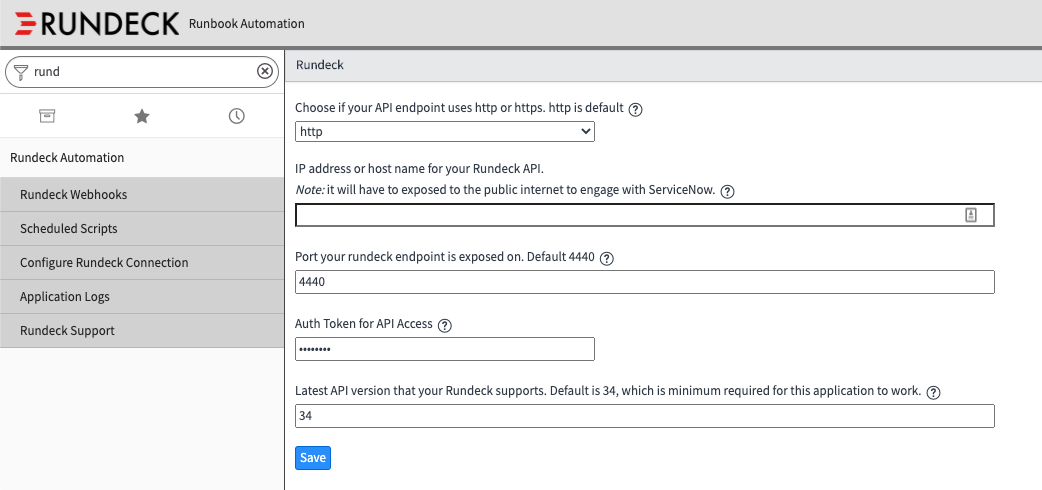 RUNDECK Runbook Automation
rund
Rundeck Automation
Rundeck Webhooks
Scheduled Scripts
Configure Rundeck Connection
Application Logs
Rundeck Support
Rundeck
Choose if your API endpoint uses http or https. http is default ?
http
IP address or host name for your Rundeck API.
Note: it will have to exposed to the public internet to engage with ServiceNow. ?
Port your rundeck endpoint is exposed on. Default 4440 ?
4440
Auth Token for API Access ?
••••••••
Latest API version that your Rundeck supports. Default is 34, which is minimum required for this application to work. ?
34
Save